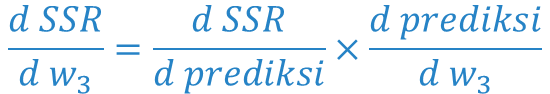 d SSR / d w₃ = d SSR / d prediksi × d prediksi / d w₃